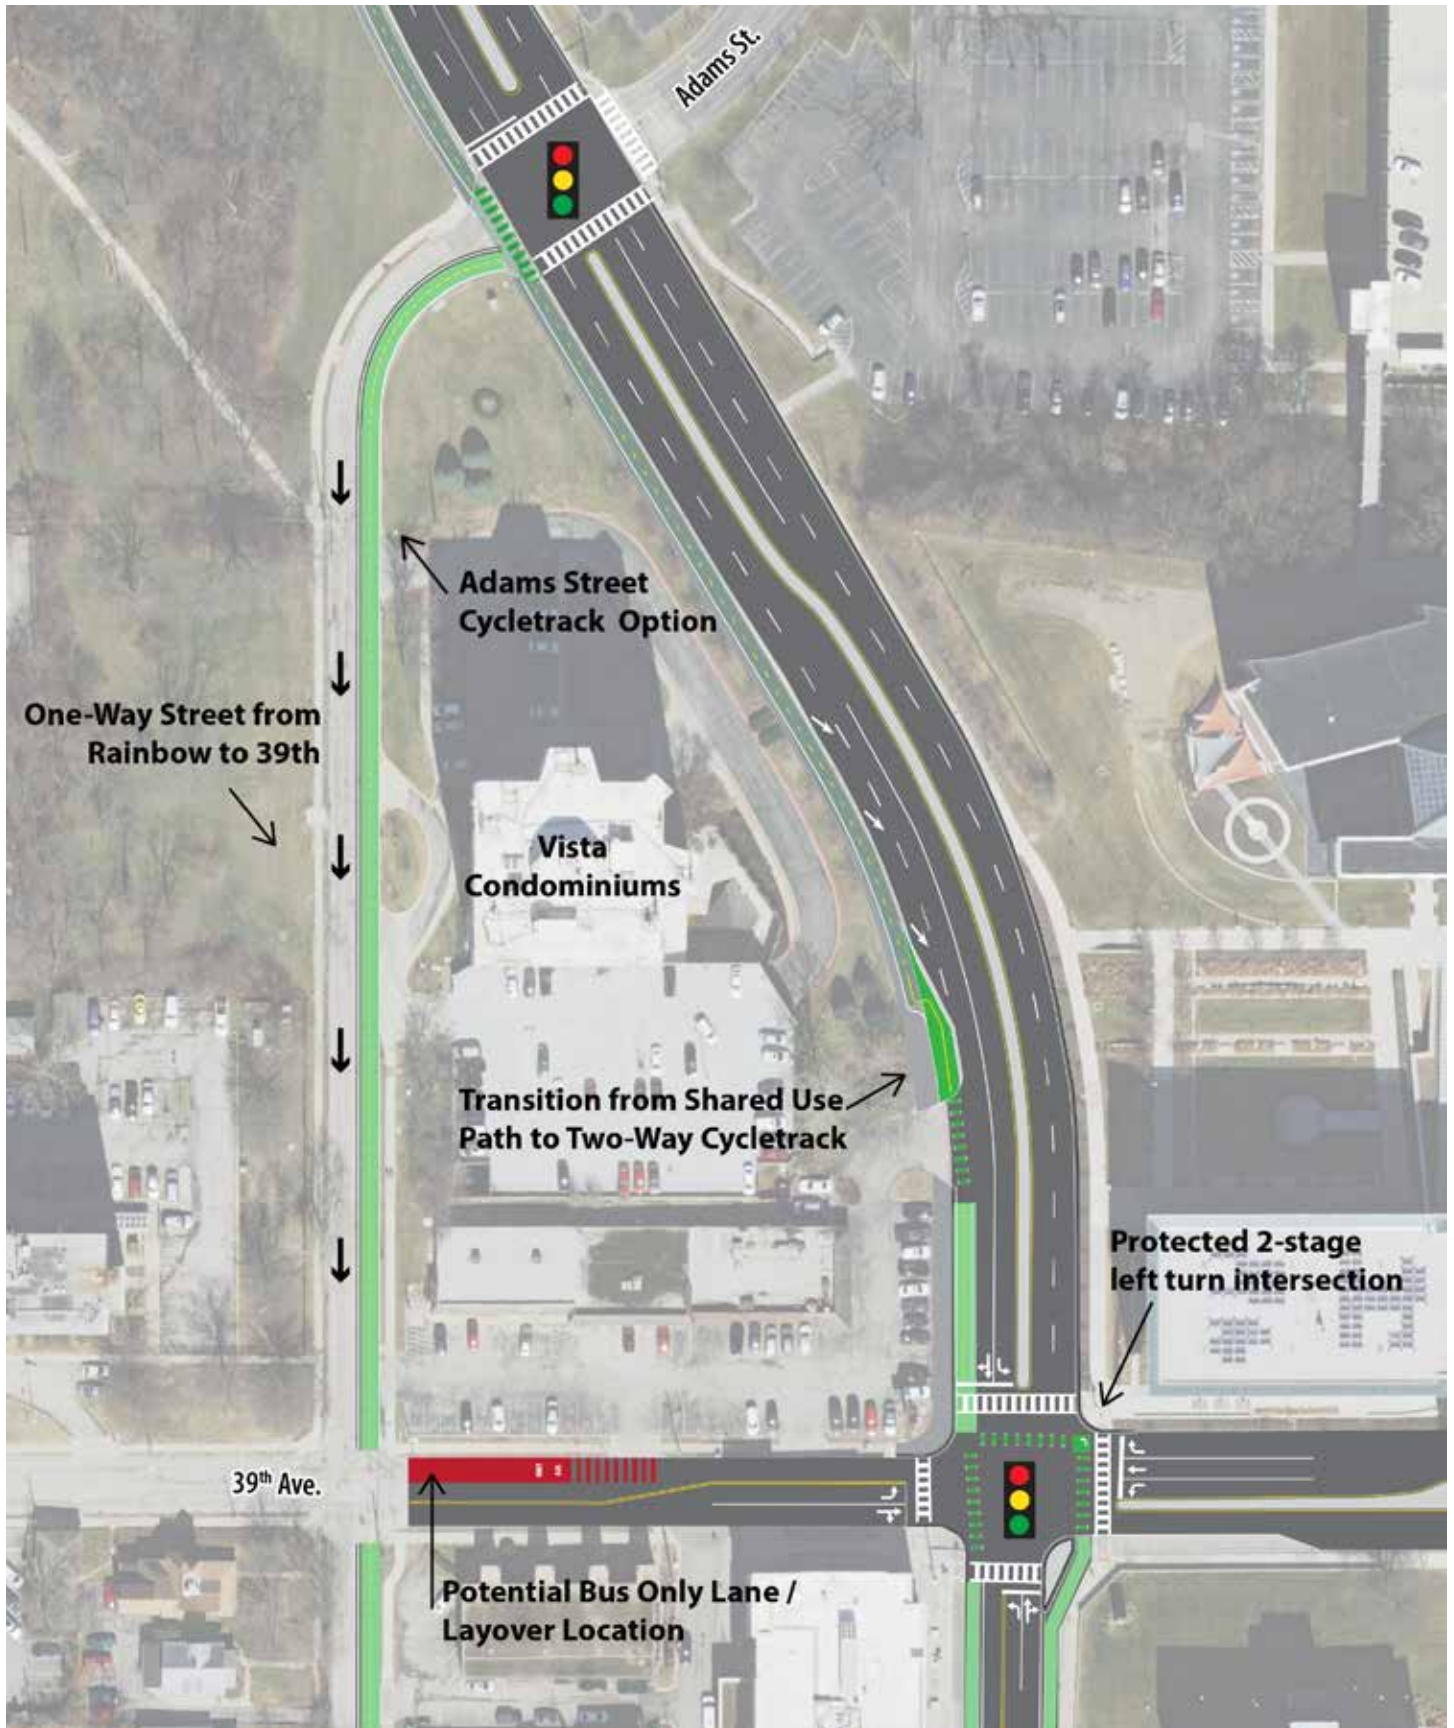 Adams St.
Adams Street
Cycletrack Option
One-Way Street from
Rainbow to 39th
Vista
Condominiums
Transition from Shared Use
Path to Two-Way Cycletrack
Protected 2-stage
left turn intersection
39th Ave.
Potential Bus Only Lane /
Layover Location